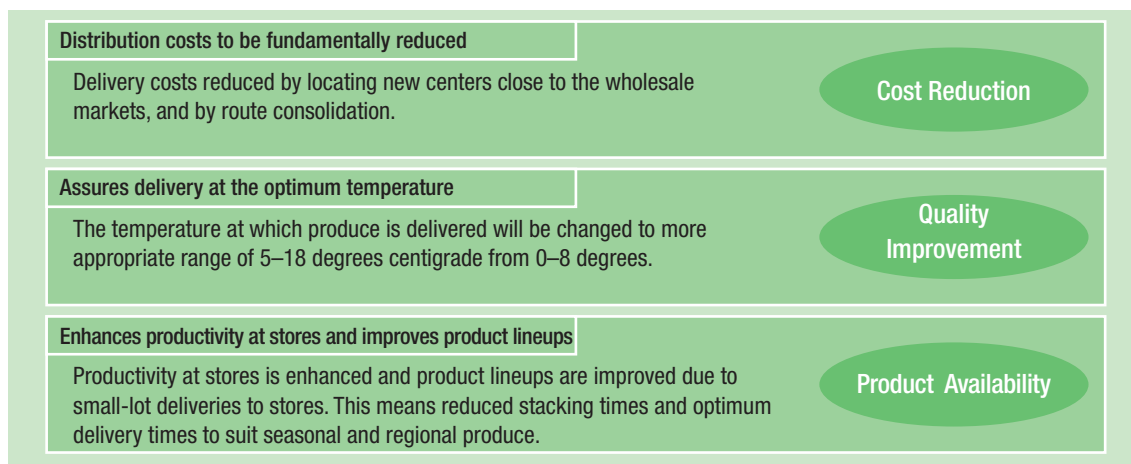 Distribution costs to be fundamentally reduced
Delivery costs reduced by locating new centers close to the wholesale
markets, and by route consolidation.
Cost Reduction
Assures delivery at the optimum temperature
The temperature at which produce is delivered will be changed to more
appropriate range of 5–18 degrees centigrade from 0–8 degrees.
Quality
Improvement
Enhances productivity at stores and improves product lineups
Productivity at stores is enhanced and product lineups are improved due to
small-lot deliveries to stores. This means reduced stacking times and optimum
delivery times to suit seasonal and regional produce.
Product Availability